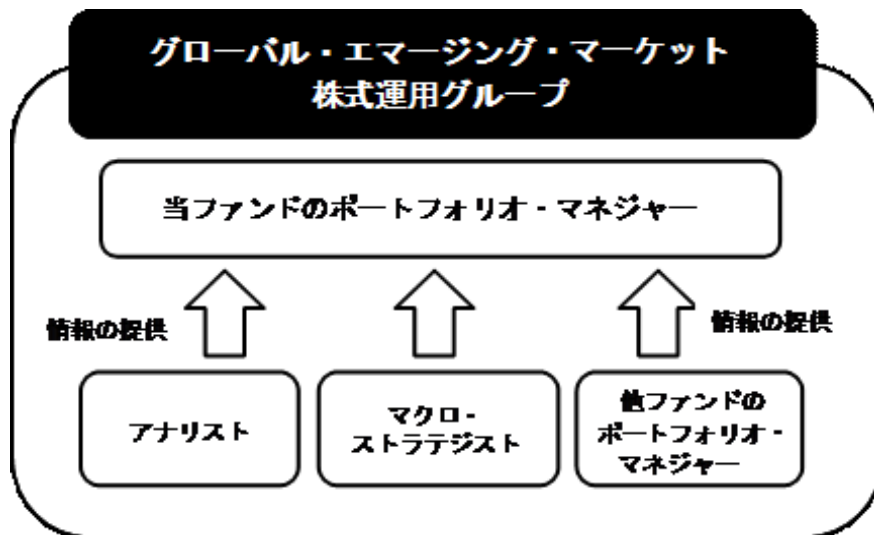 グローバル・エマージング・マーケット
株式運用グループ
当ファンドのポートフォリオ・マネジャー
情報の提供
情報の提供
アナリスト
マクロ・
ストラテジスト
他ファンドの
ポートフォリオ・
マネジャー